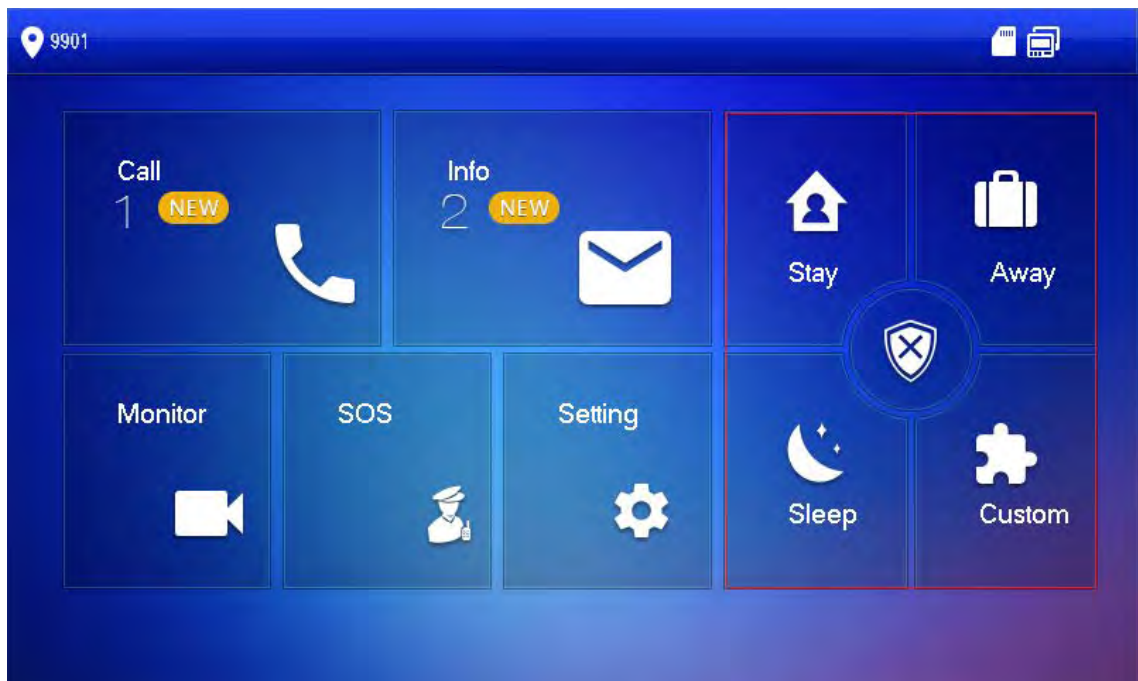 9901
Call
1 NEW
Info
2 NEW
Stay
Away
Monitor
SOS
Setting
Sleep
Custom